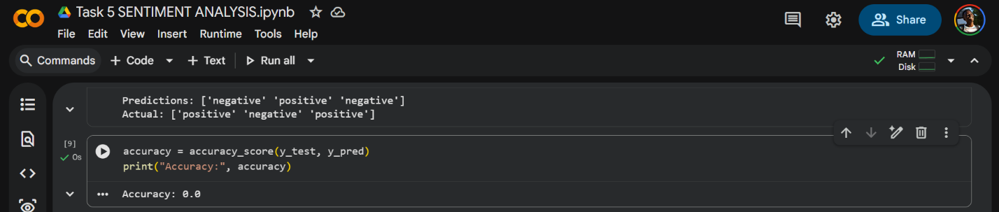 Task 5 SENTIMENT ANALYSIS.ipynb
File Edit View Insert Runtime Tools Help
Share
Commands + Code + Text Run all
RAM
Disk
Predictions: ['negative' 'positive' 'negative']
Actual: ['positive' 'negative' 'positive']
[9]
0s
accuracy = accuracy_score(y_test, y_pred)
print("Accuracy:", accuracy)
Accuracy: 0.0